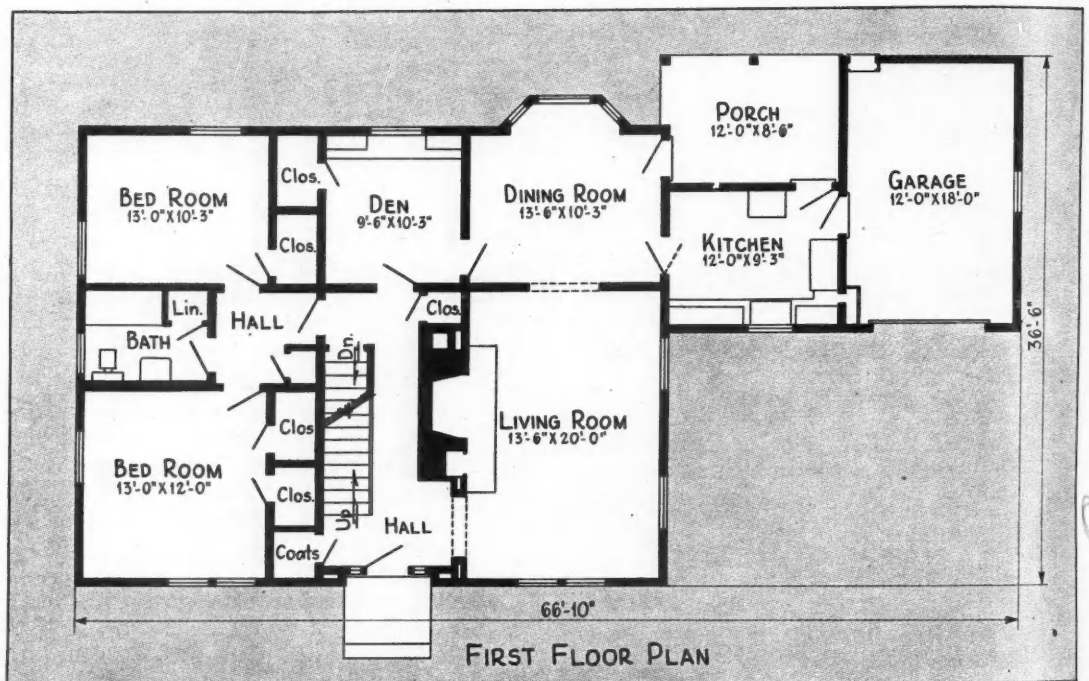 PORCH
12'-0"X8'-6"
BED ROOM
13'-0"X10'-3"
Clos.
DEN
9'-6"X10'-3"
DINING ROOM
13'-6"X10'-3"
GARAGE
12'-0"X18'-0"
Clos.
KITCHEN
12'-0"X9'-3"
Lin.
HALL
BATH
Clos.
Dn.
36'-6"
LIVING ROOM
13'-6"X20'-0"
Clos
BED ROOM
13'-0"X12'-0"
Clos.
Up
HALL
Coats
66'-10"
FIRST FLOOR PLAN